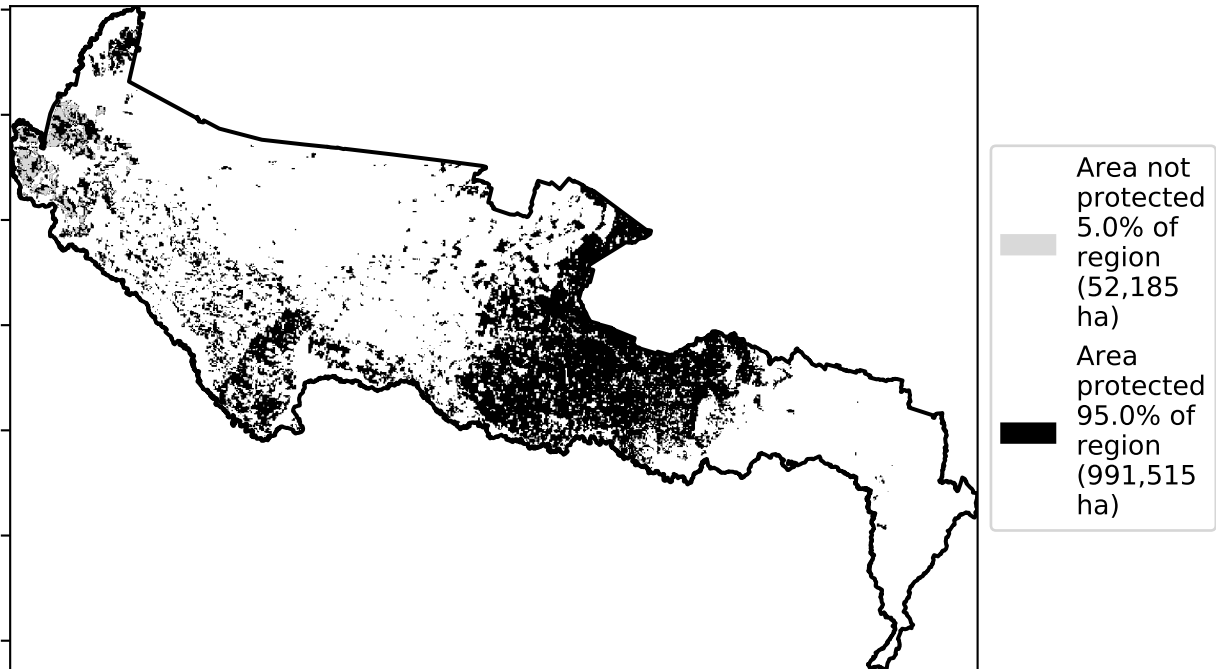 Area not
protected
5.0% of
region
(52,185
ha)
Area
protected
95.0% of
region
(991,515
ha)